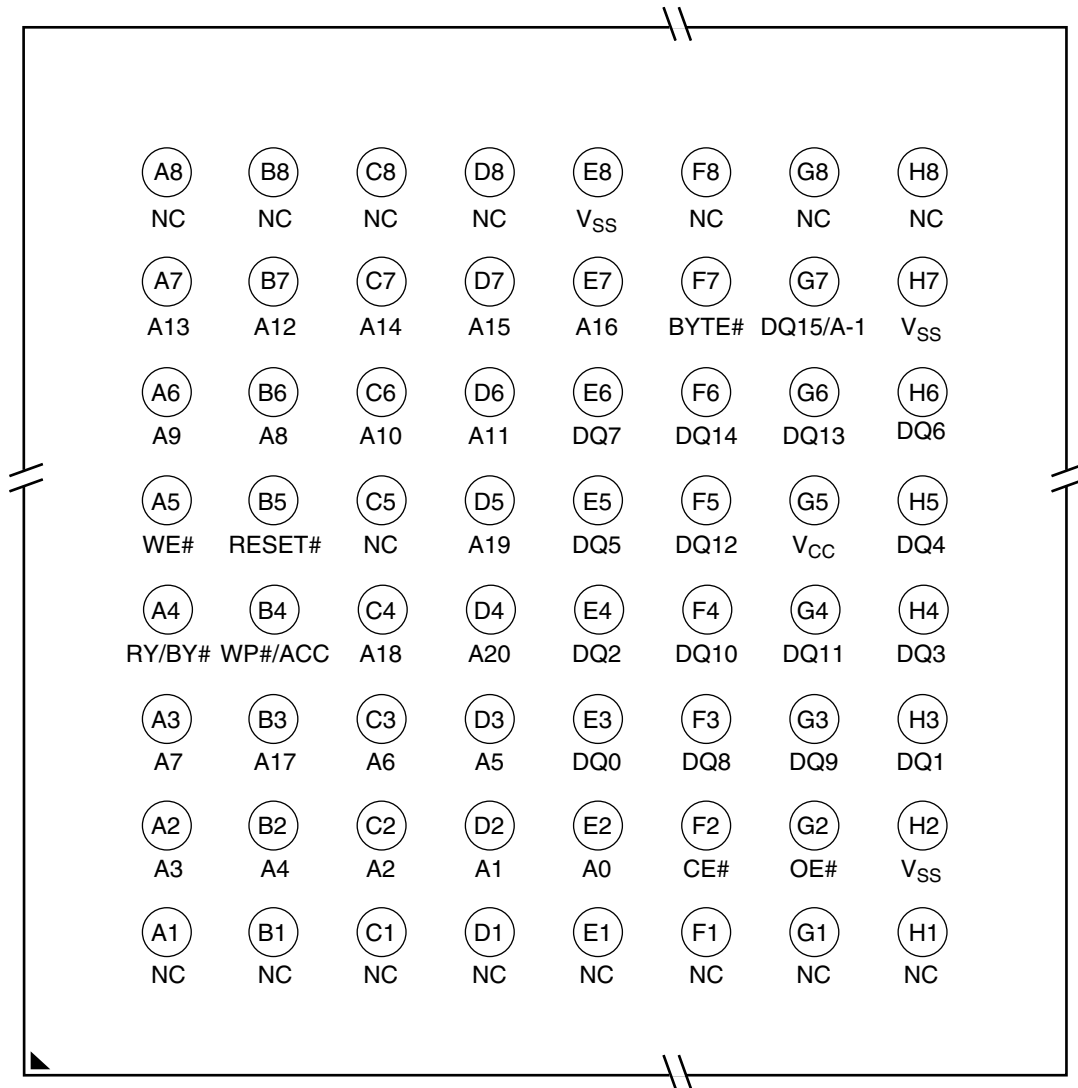 A8 B8 C8 D8 E8 F8 G8 H8
NC NC NC NC VSS NC NC NC
A7 B7 C7 D7 E7 F7 G7 H7
A13 A12 A14 A15 A16 BYTE# DQ15/A-1 VSS
A6 B6 C6 D6 E6 F6 G6 H6
A9 A8 A10 A11 DQ7 DQ14 DQ13 DQ6
A5 B5 C5 D5 E5 F5 G5 H5
WE# RESET# NC A19 DQ5 DQ12 VCC DQ4
A4 B4 C4 D4 E4 F4 G4 H4
RY/BY# WP#/ACC A18 A20 DQ2 DQ10 DQ11 DQ3
A3 B3 C3 D3 E3 F3 G3 H3
A7 A17 A6 A5 DQ0 DQ8 DQ9 DQ1
A2 B2 C2 D2 E2 F2 G2 H2
A3 A4 A2 A1 A0 CE# OE# VSS
A1 B1 C1 D1 E1 F1 G1 H1
NC NC NC NC NC NC NC NC